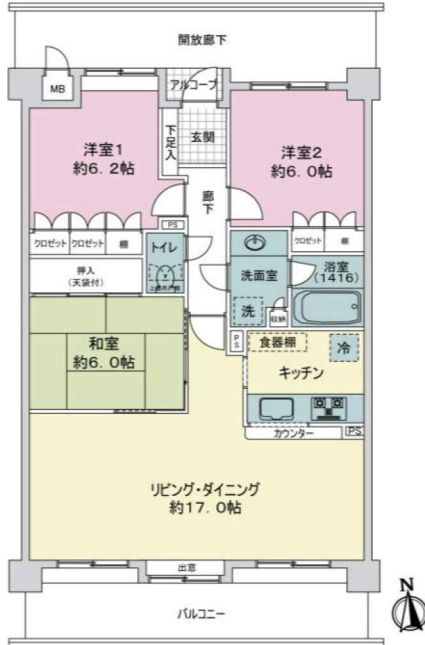 開放廊下
MB
アルコーブ
洋室1
約6.2帖
下足入
玄関
洋室2
約6.0帖
廊下
PS
クロゼット
クロゼット
棚
トイレ
クロゼット
棚
押入
(天袋付)
洗面室
浴室
(1416)
洗
収納
和室
約6.0帖
PS
食器棚
冷
キッチン
カウンター
PS
リビング・ダイニング
約17.0帖
出窓
バルコニー
N